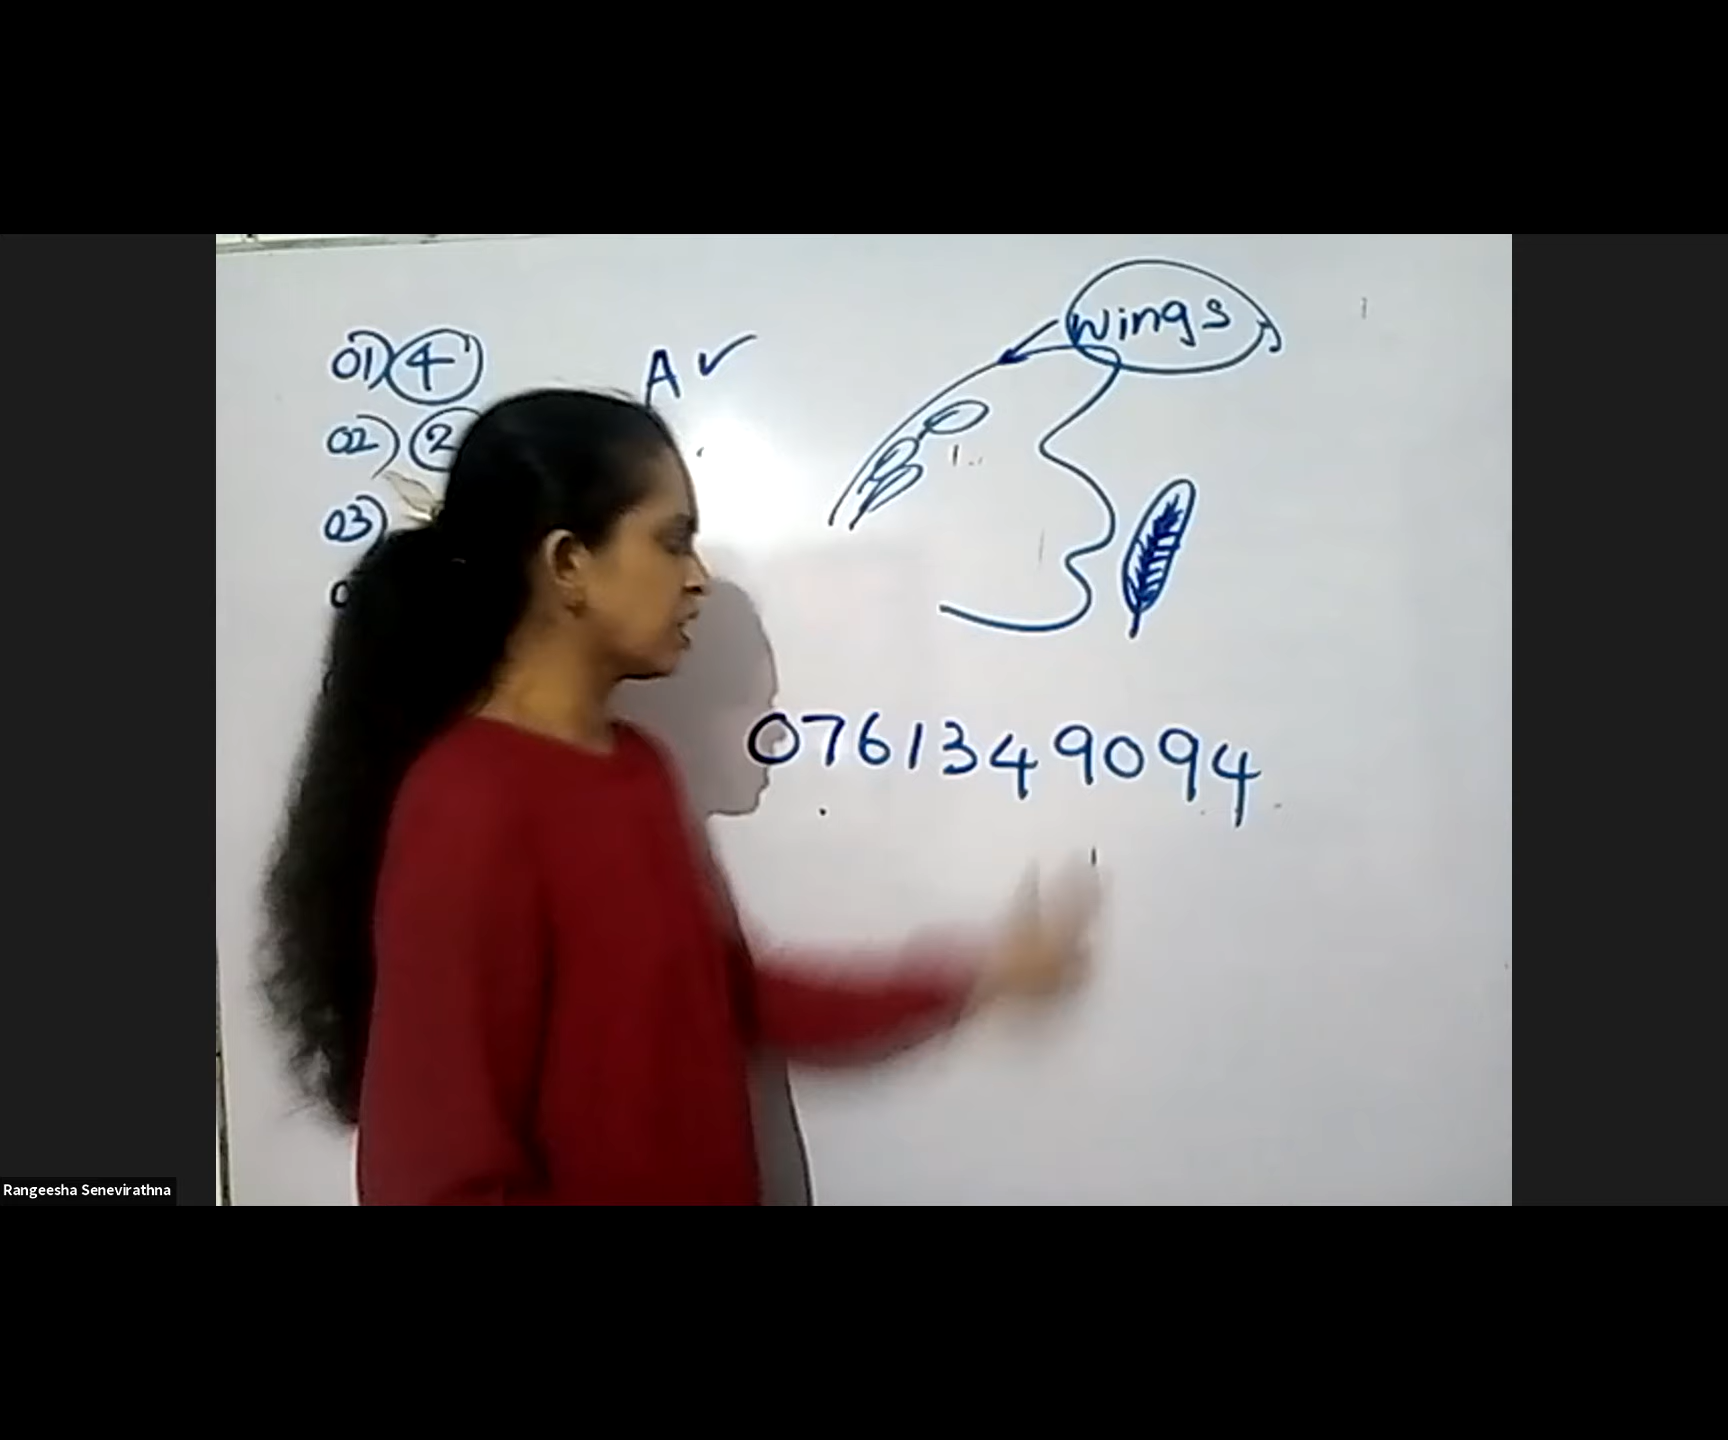 01) 4
02) 2
03)
A ✓
wings
0761349094
Rangeesha Senevirathna